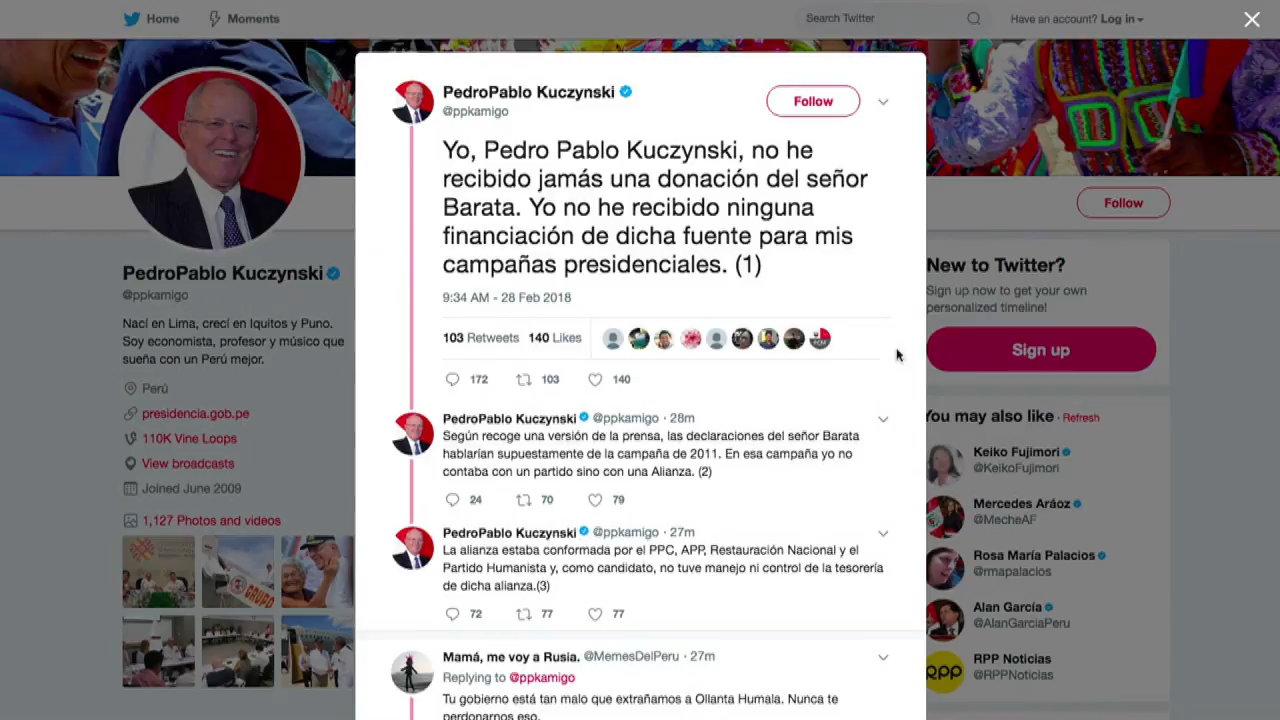 Home
Moments
Search Twitter
Have an account? Log in
PedroPablo Kuczynski
@ppkamigo
Follow
Yo, Pedro Pablo Kuczynski, no he
recibido jamás una donación del señor
Barata. Yo no he recibido ninguna
financiación de dicha fuente para mis
campañas presidenciales. (1)
9:34 AM - 28 Feb 2018
103 Retweets 140 Likes
172 103 140
PedroPablo Kuczynski @ppkamigo · 28m
Según recoge una versión de la prensa, las declaraciones del señor Barata
hablarían supuestamente de la campaña de 2011. En esa campaña yo no
contaba con un partido sino con una Alianza. (2)
24 70 79
PedroPablo Kuczynski @ppkamigo · 27m
La alianza estaba conformada por el PPC, APP, Restauración Nacional y el
Partido Humanista y, como candidato, no tuve manejo ni control de la tesorería
de dicha alianza.(3)
72 77 77
Mamá, me voy a Rusia. @MemesDelPeru · 27m
Replying to @ppkamigo
Tu gobierno está tan malo que extrañamos a Ollanta Humala. Nunca te
perdonarnos eso.
PedroPablo Kuczynski
@ppkamigo
Nací en Lima, crecí en Iquitos y Puno.
Soy economista, profesor y músico que
sueña con un Perú mejor.
Perú
presidencia.gob.pe
110K Vine Loops
View broadcasts
Joined June 2009
1,127 Photos and videos
GRUPO
Follow
New to Twitter?
Sign up now to get your own
personalized timeline!
Sign up
You may also like · Refresh
Keiko Fujimori
@KeikoFujimori
Mercedes Aráoz
@MecheAF
Rosa María Palacios
@rmapalacios
Alan García
@AlanGarciaPeru
RPP Noticias
@RPPNoticias
rpp